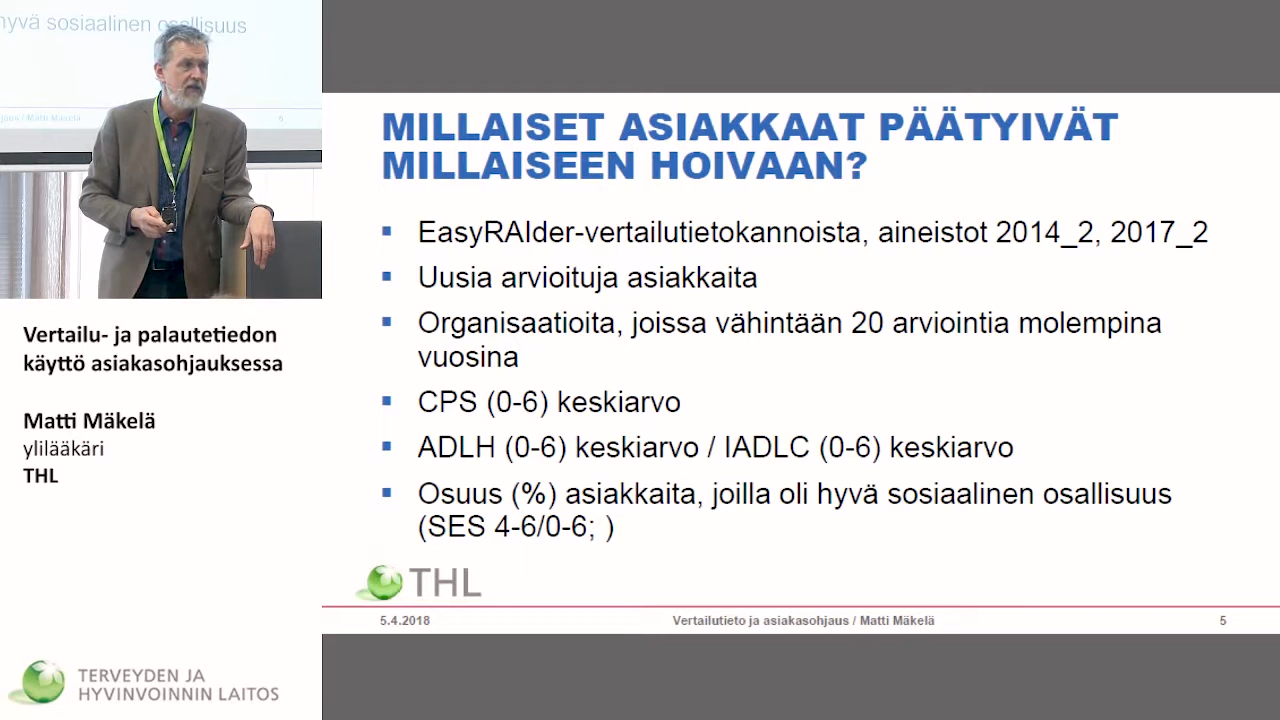 hyvä sosiaalinen osallisuus
jaus / Matti Mäkelä
Vertailu- ja palautetiedon
käyttö asiakasohjauksessa
Matti Mäkelä
ylilääkäri
THL
TERVEYDEN JA
HYVINVOINNIN LAITOS
MILLAISET ASIAKKAAT PÄÄTYIVÄT
MILLAISEEN HOIVAAN?
▪ EasyRAIder-vertailutietokannoista, aineistot 2014_2, 2017_2
▪ Uusia arvioituja asiakkaita
▪ Organisaatioita, joissa vähintään 20 arviointia molempina
vuosina
▪ CPS (0-6) keskiarvo
▪ ADLH (0-6) keskiarvo / IADLC (0-6) keskiarvo
▪ Osuus (%) asiakkaita, joilla oli hyvä sosiaalinen osallisuus
(SES 4-6/0-6; )
THL
5.4.2018 Vertailutieto ja asiakasohjaus / Matti Mäkelä 5